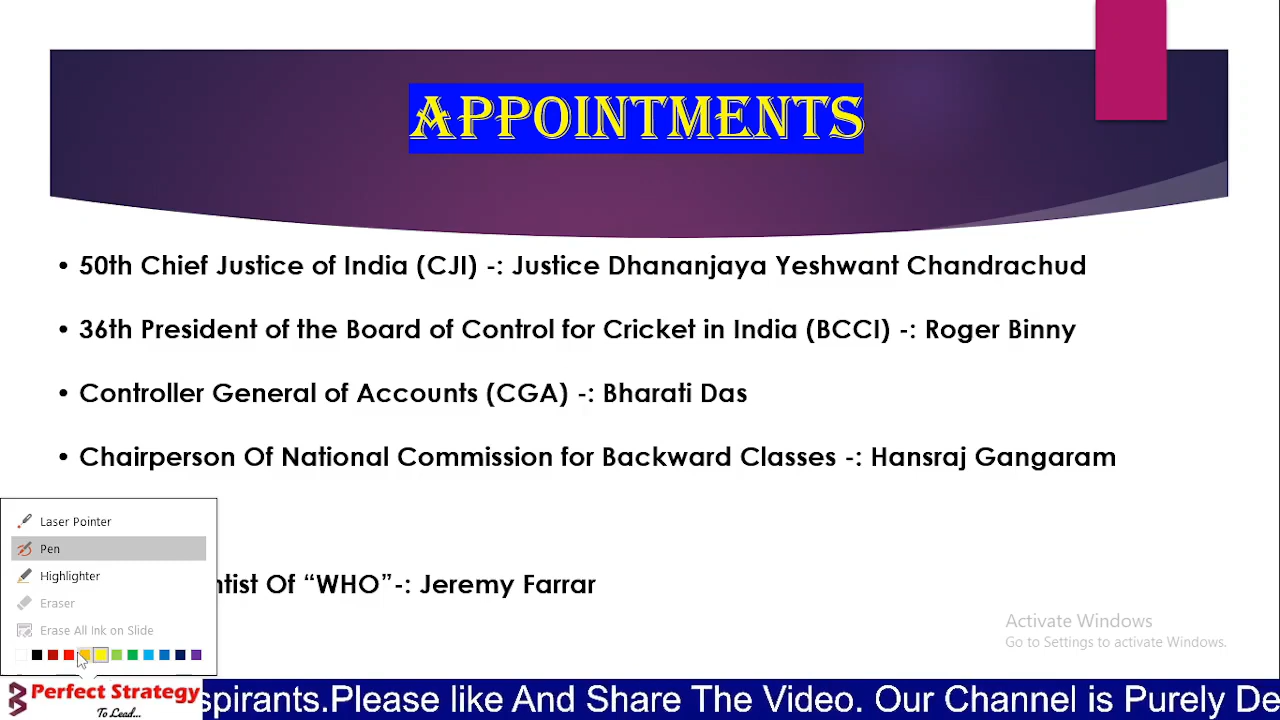 APPOINTMENTS
• 50th Chief Justice of India (CJI) -: Justice Dhananjaya Yeshwant Chandrachud
• 36th President of the Board of Control for Cricket in India (BCCI) -: Roger Binny
• Controller General of Accounts (CGA) -: Bharati Das
• Chairperson Of National Commission for Backward Classes -: Hansraj Gangaram
Laser Pointer
Pen
Highlighter
Eraser
Erase All Ink on Slide
Of “WHO”-: Jeremy Farrar
Activate Windows
Go to Settings to activate Windows.
Perfect Strategy
To Lead...
Please like And Share The Video. Our Channel is Purely